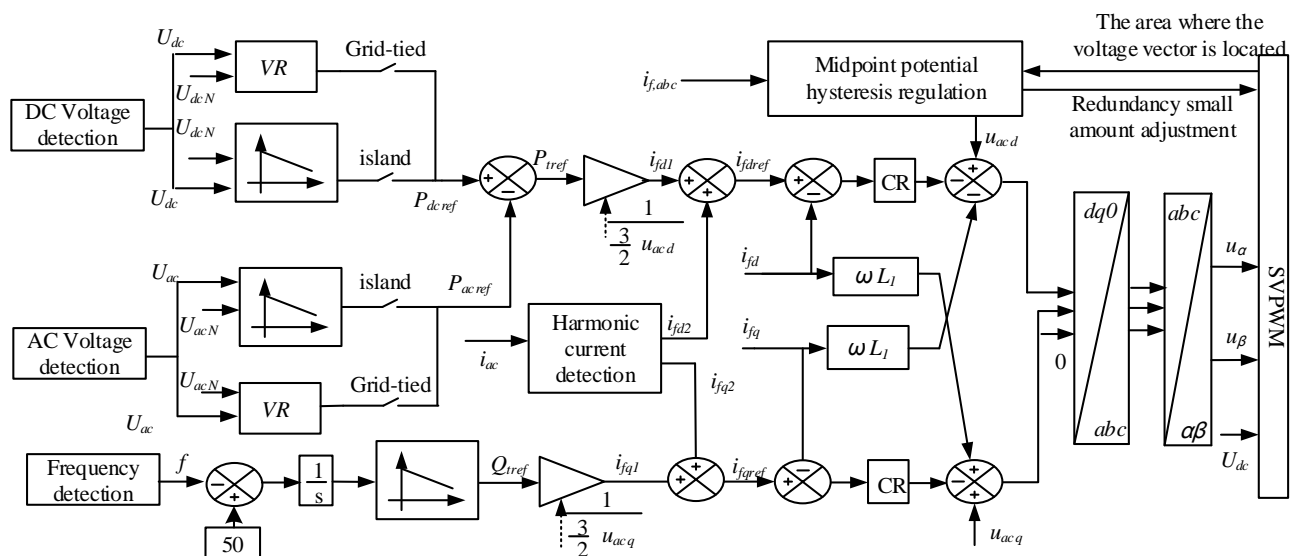 The area where the
voltage vector is located
U_dc
Grid-tied
VR
Midpoint potential
hysteresis regulation
i_f,abc
U_dcN
DC Voltage
detection
U_dcN
Redundancy small
amount adjustment
island
P_tref
i_fd1
i_fdref
u_acd
+
−
+
+
+
−
CR
−
+
−
U_dc
P_dcref
1
3
2
u_acd
dq0
abc
i_fd
ω L_1
u_α
U_ac
island
P_acref
Harmonic
current
detection
i_fd2
SVPWM
U_acN
i_fq
ω L_1
AC Voltage
detection
i_ac
u_β
0
U_acN
Grid-tied
i_fq2
VR
U_ac
abc
αβ
Frequency
detection
f
−
+
1
s
Q_tref
i_fq1
+
+
i_fqref
−
+
CR
−
+
+
U_dc
50
1
3
2
u_acq
u_acq